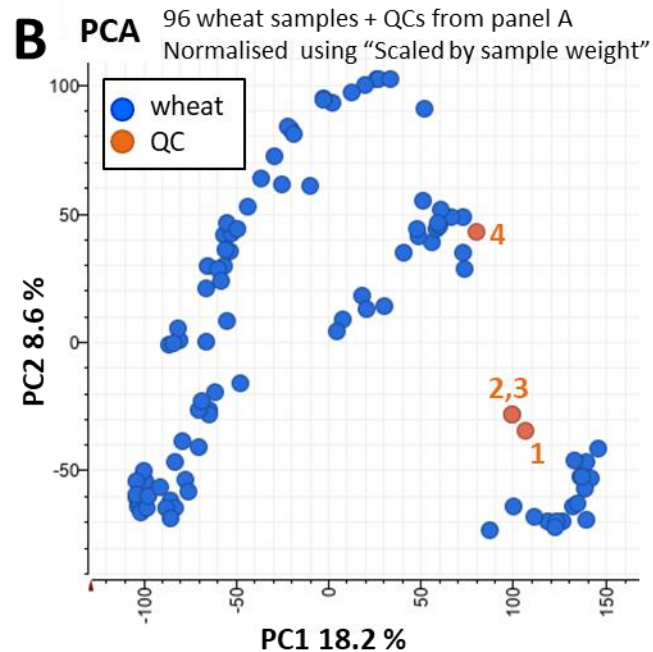 B PCA
96 wheat samples + QCs from panel A
Normalised using “Scaled by sample weight”
wheat
QC
100
50
0
-50
4
2,3
1
PC2 8.6 %
-100
-50
0
50
100
150
PC1 18.2 %